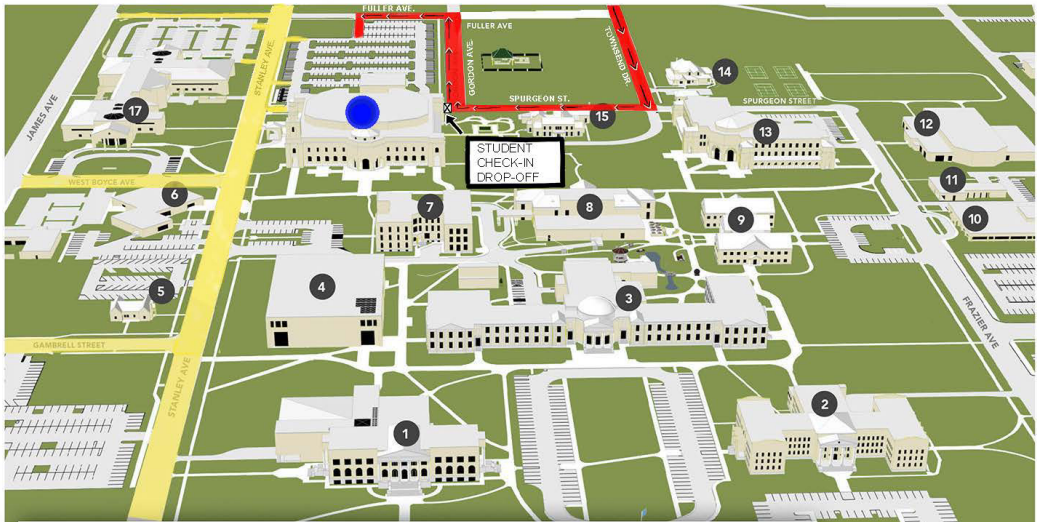 FULLER AVE.
FULLER AVE
STANLEY AVE
GORDON AVE.
TOWNSEND DR.
14
JAMES AVE
17
SPURGEON ST.
SPURGEON STREET
15
13
12
STUDENT
CHECK-IN
DROP-OFF
WEST BOYCE AVE
6
7
8
9
11
10
5
4
3
FRAZIER AVE
GAMBRELL STREET
STANLEY AVE
1
2